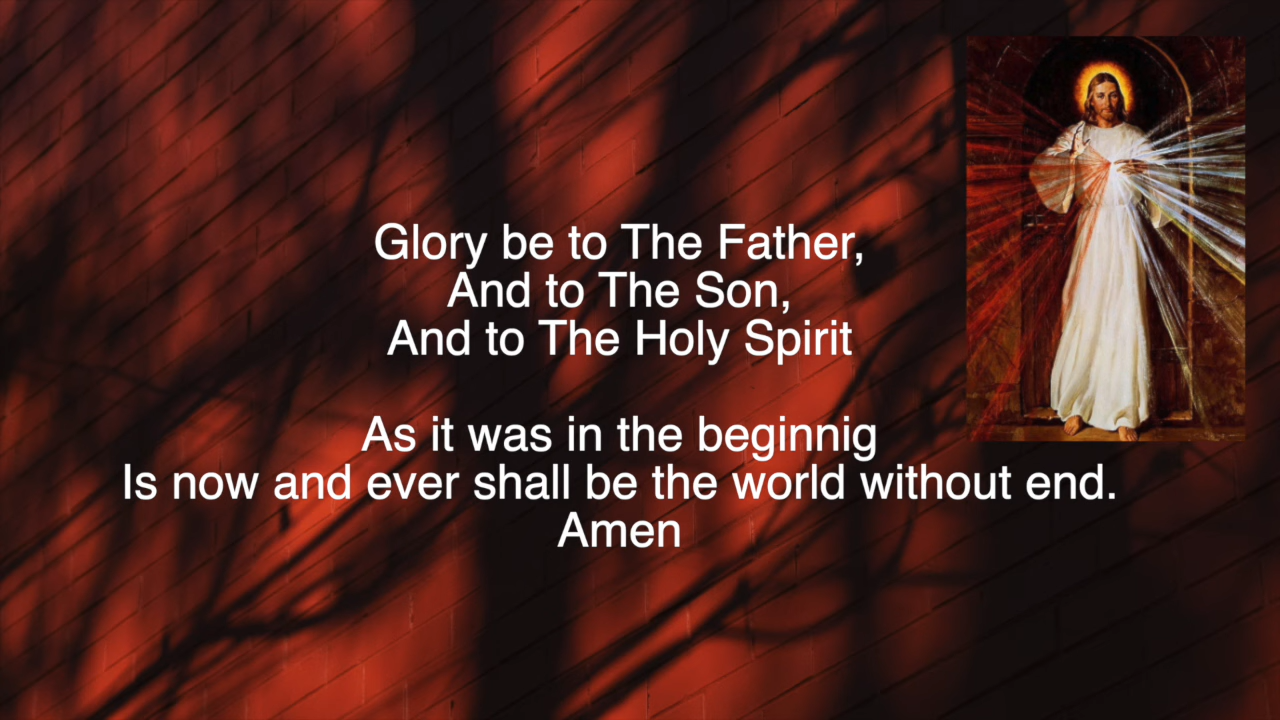 Glory be to The Father,
And to The Son,
And to The Holy Spirit
As it was in the beginnig
Is now and ever shall be the world without end.
Amen